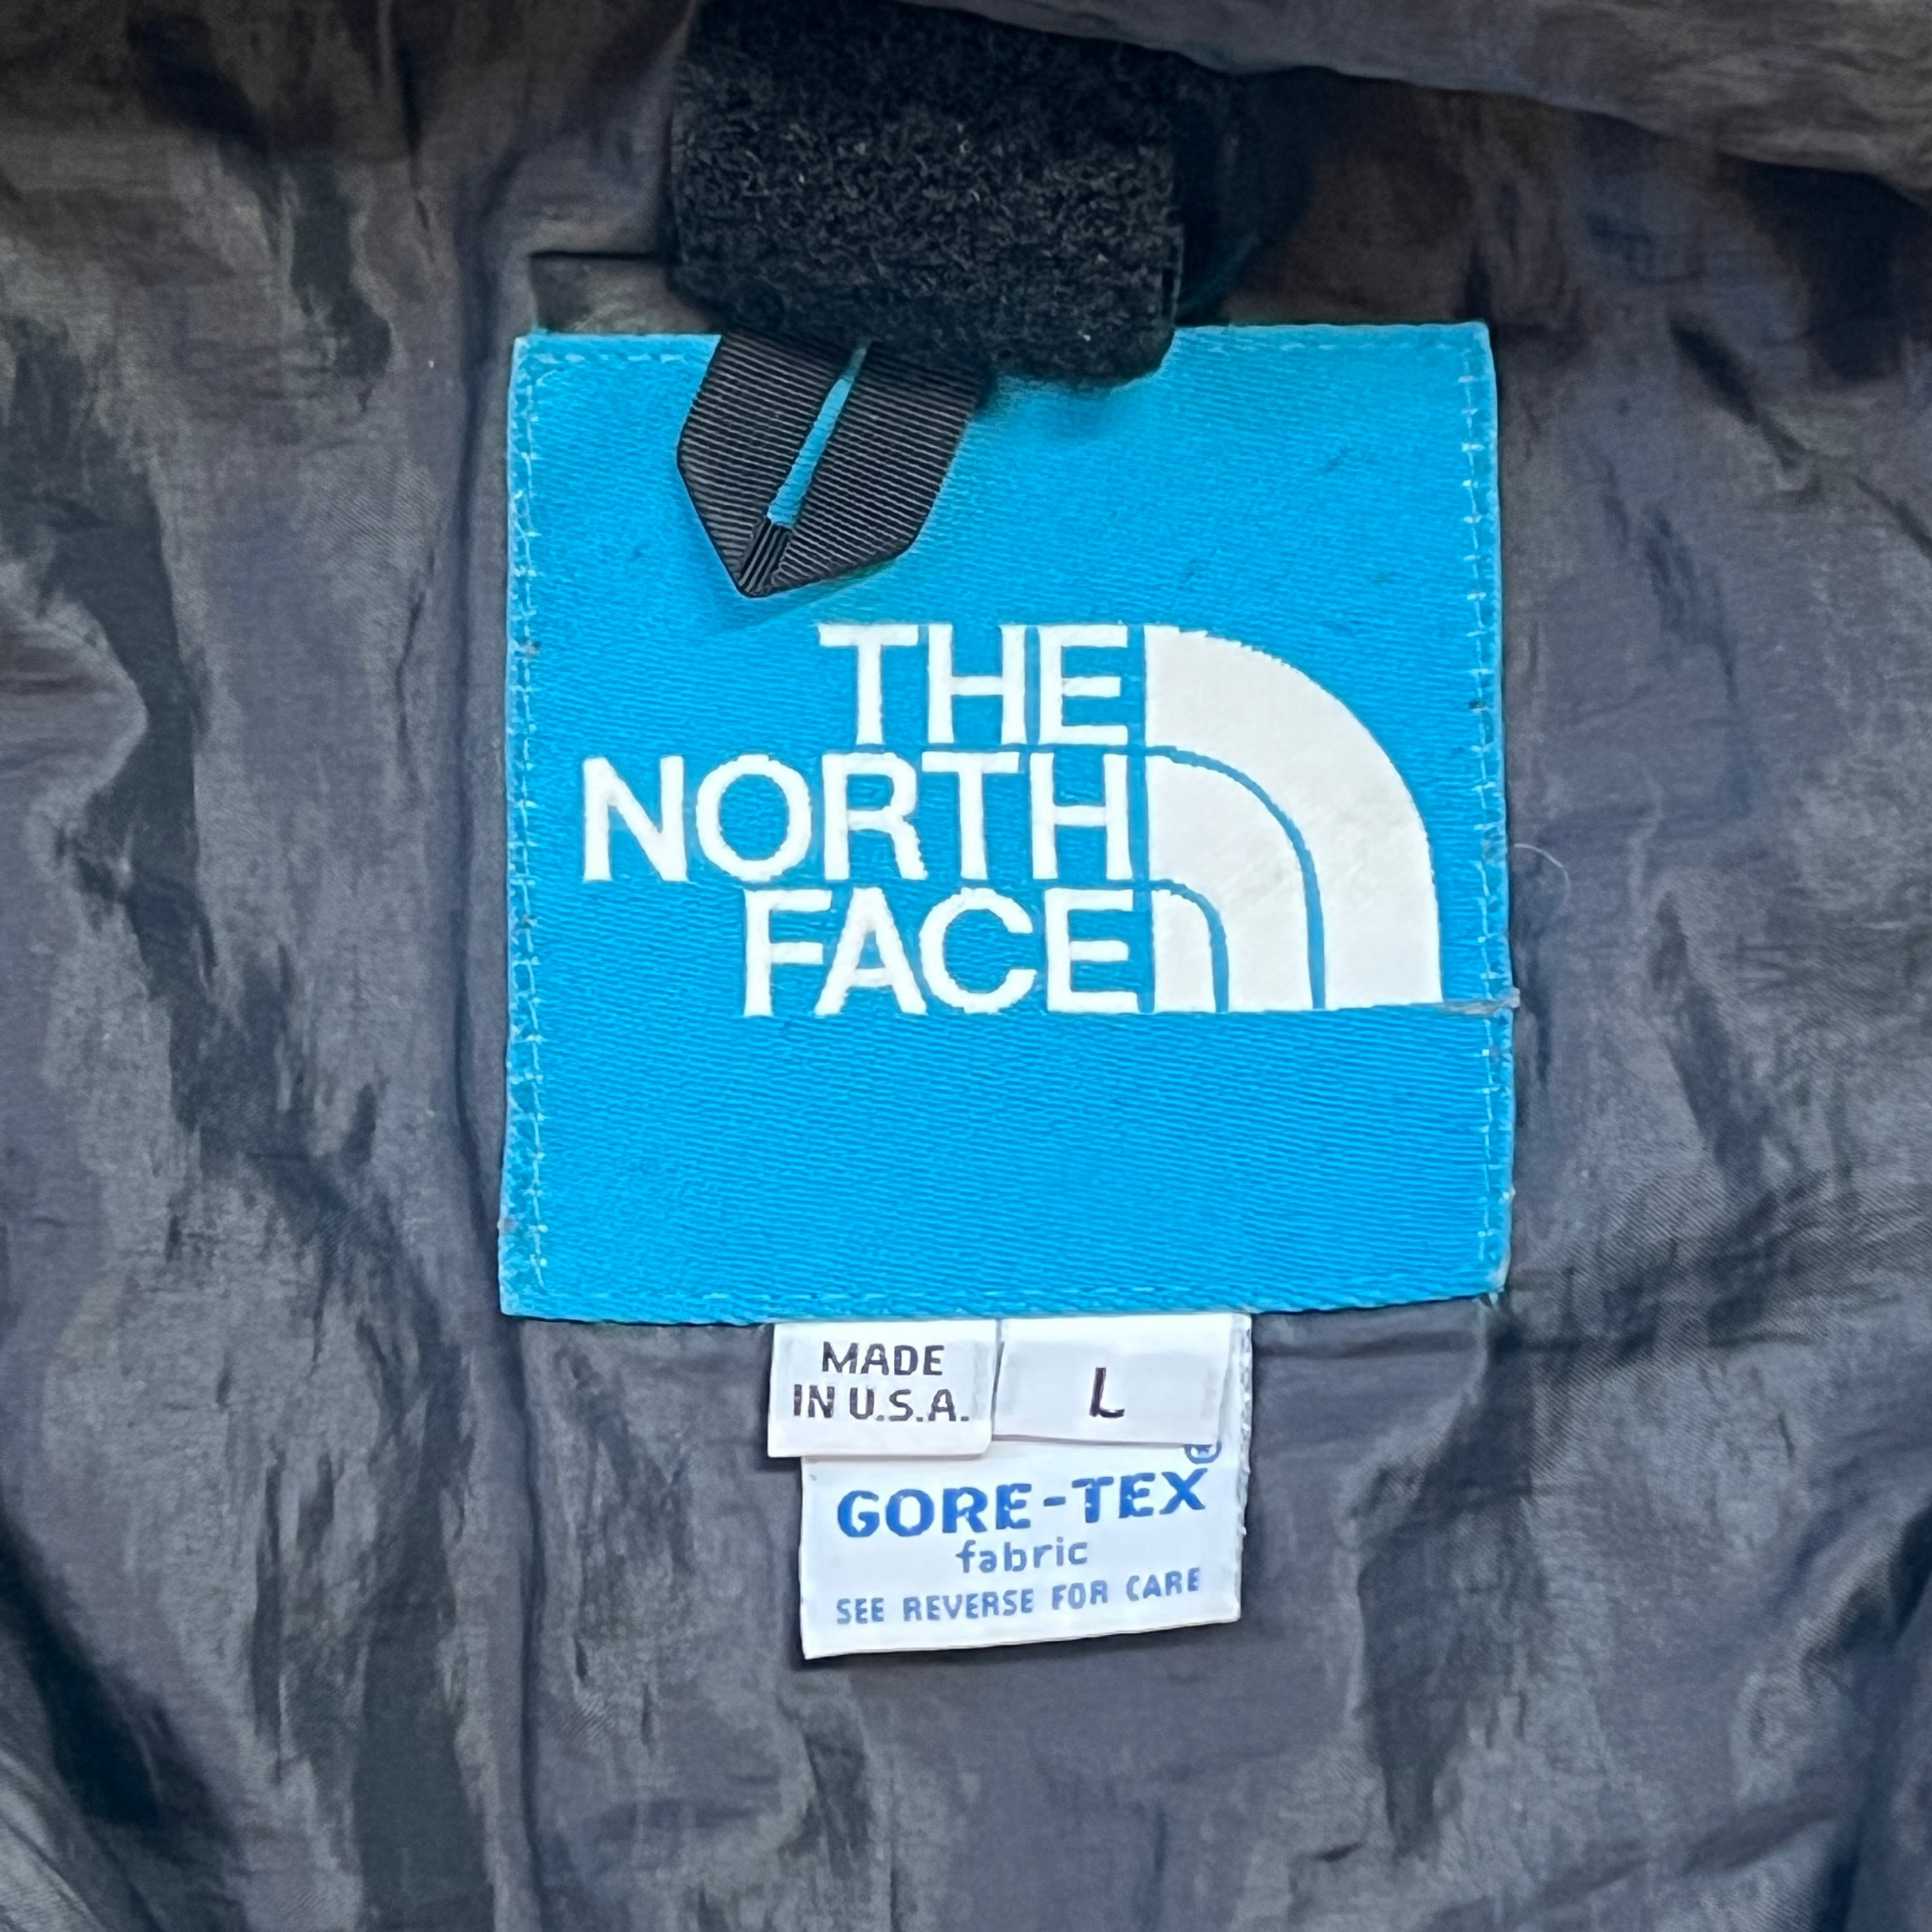 THE
NORTH
FACE
MADE
IN U.S.A.
L
GORE-TEX®
fabric
SEE REVERSE FOR CARE